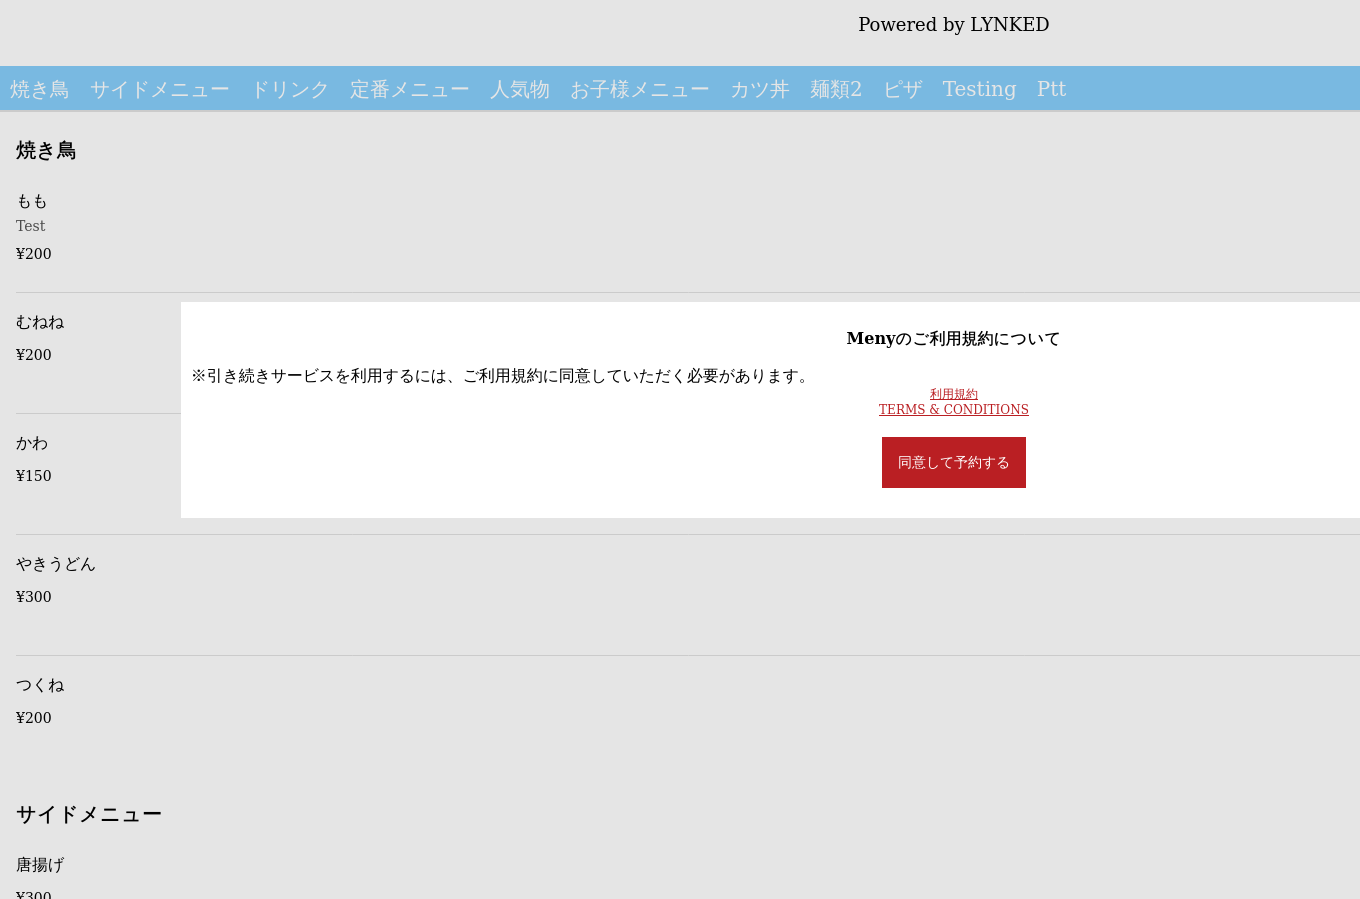 Powered by LYNKED
焼き鳥 サイドメニュー ドリンク 定番メニュー 人気物 お子様メニュー カツ丼 麺類2 ピザ Testing Ptt
焼き鳥
もも
Test
¥200
むねね
¥200
Menyのご利用規約について
※引き続きサービスを利用するには、ご利用規約に同意していただく必要があります。
利用規約
TERMS & CONDITIONS
同意して予約する
かわ
¥150
やきうどん
¥300
つくね
¥200
サイドメニュー
唐揚げ
¥300